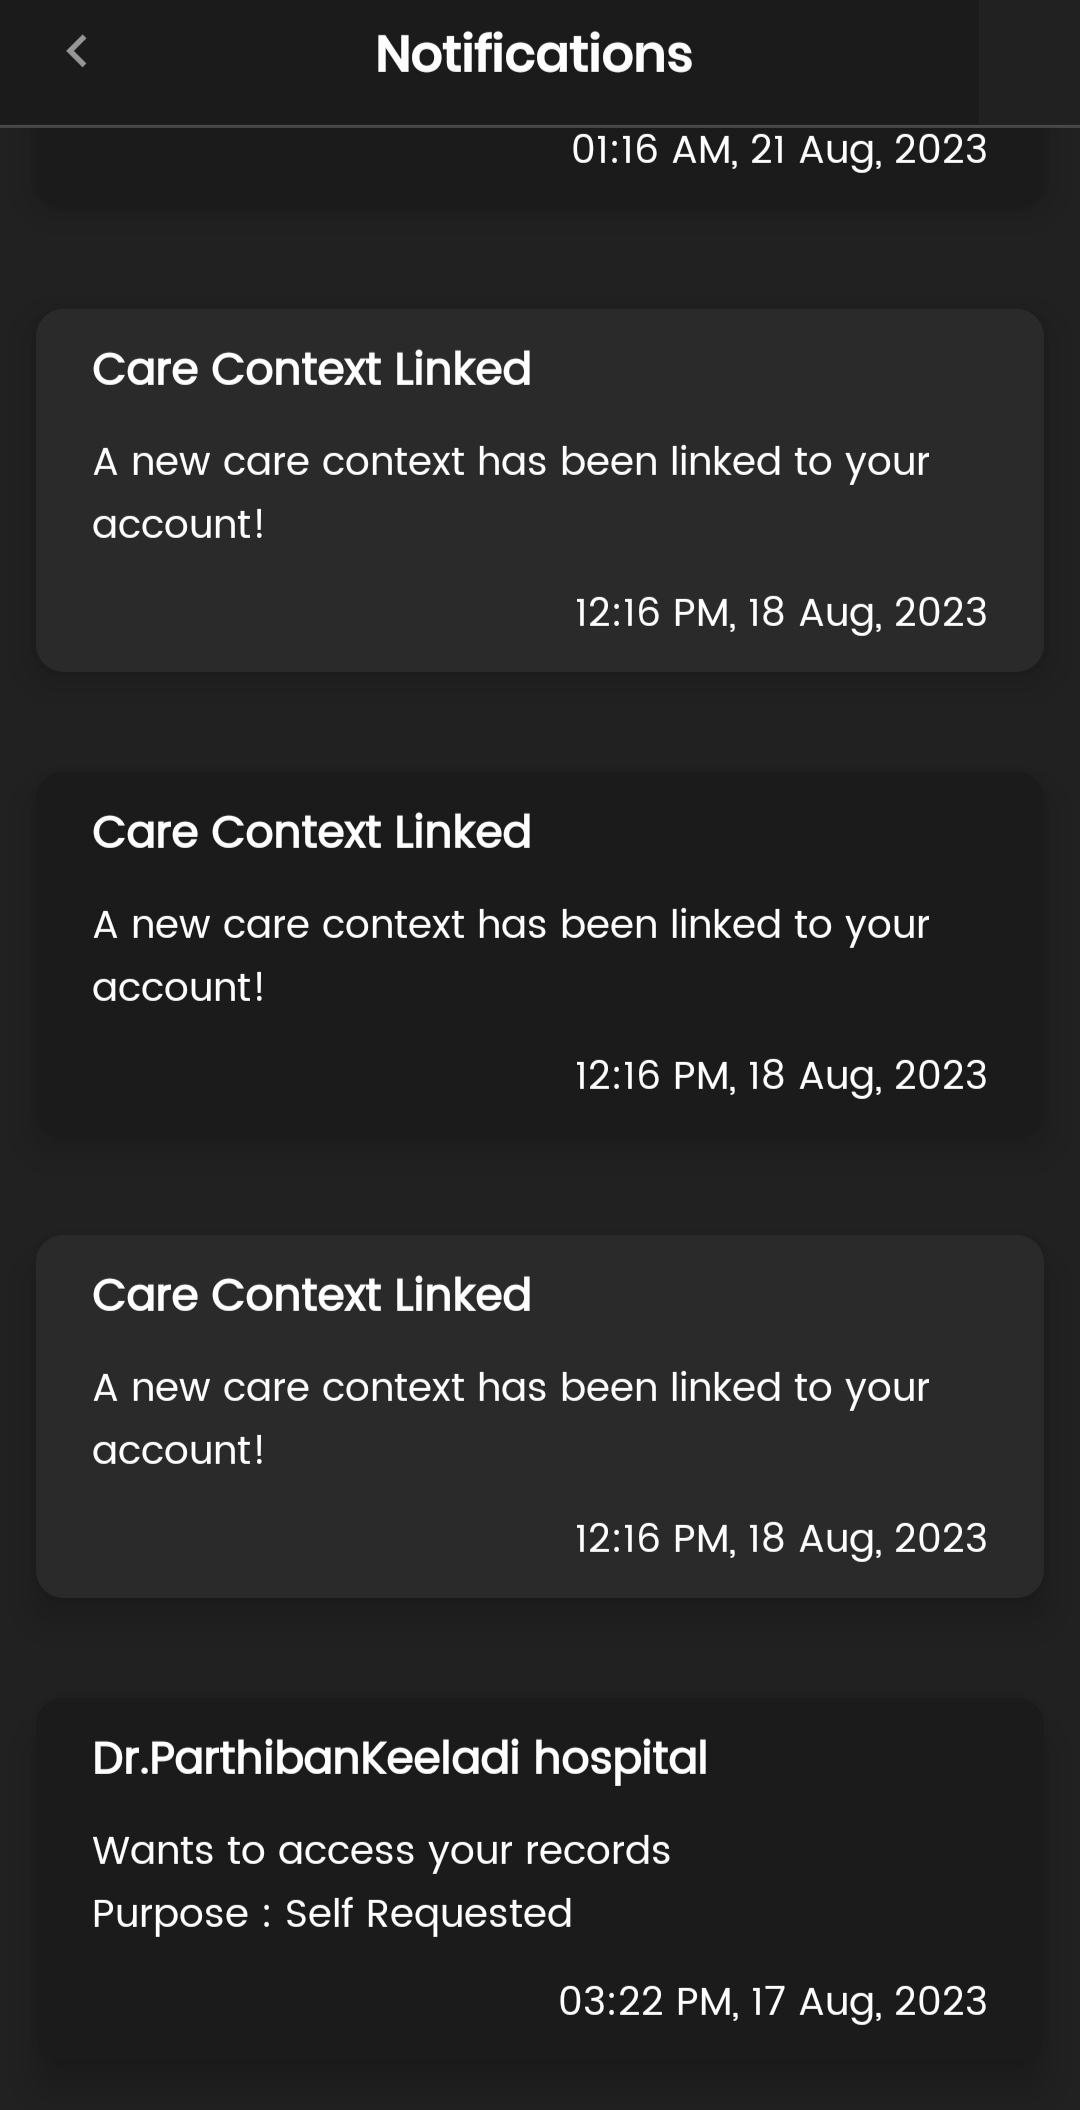 Notifications
01:16 AM, 21 Aug, 2023
Care Context Linked
A new care context has been linked to your
account!
12:16 PM, 18 Aug, 2023
Care Context Linked
A new care context has been linked to your
account!
12:16 PM, 18 Aug, 2023
Care Context Linked
A new care context has been linked to your
account!
12:16 PM, 18 Aug, 2023
Dr.ParthibanKeeladi hospital
Wants to access your records
Purpose : Self Requested
03:22 PM, 17 Aug, 2023